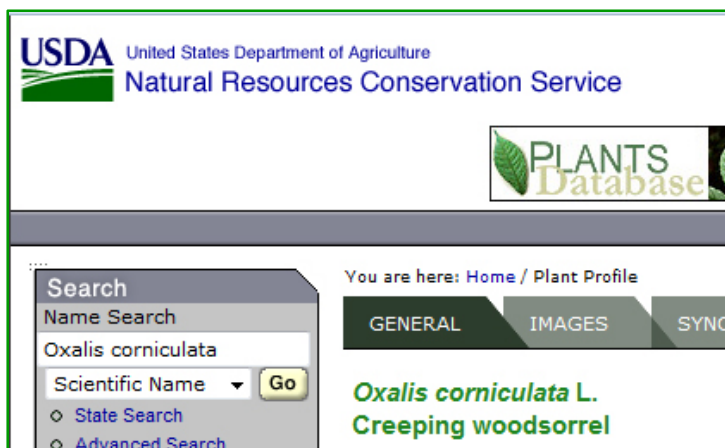 USDA United States Department of Agriculture
Natural Resources Conservation Service
PLANTS
Database
Search
Name Search
Oxalis corniculata
Scientific Name Go
State Search
Advanced Search
You are here: Home / Plant Profile
GENERAL IMAGES
Oxalis corniculata L.
Creeping woodsorrel